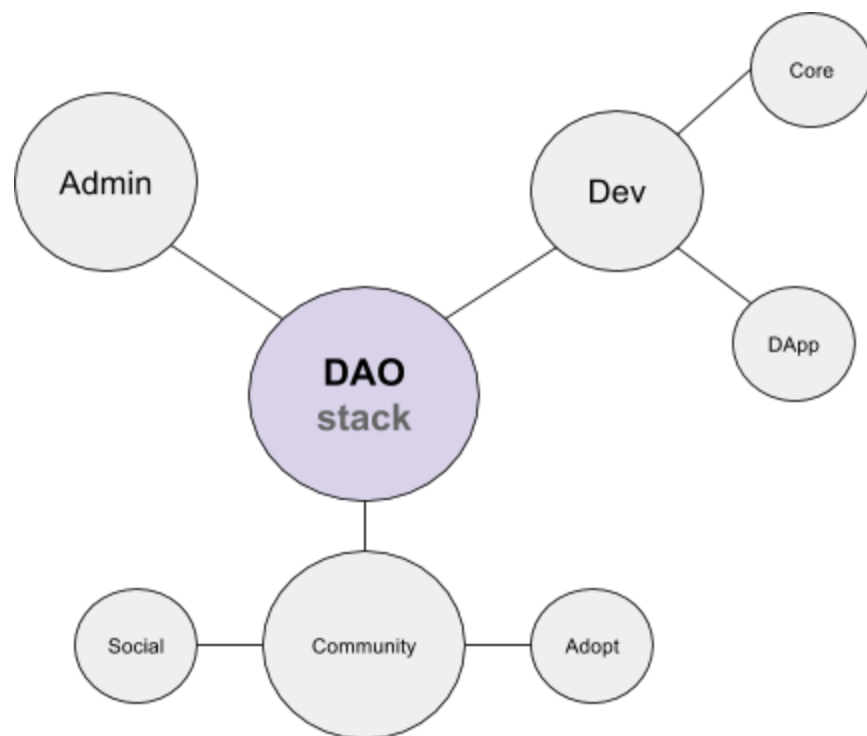 Core
Admin
Dev
DAO
stack
DApp
Social
Community
Adopt